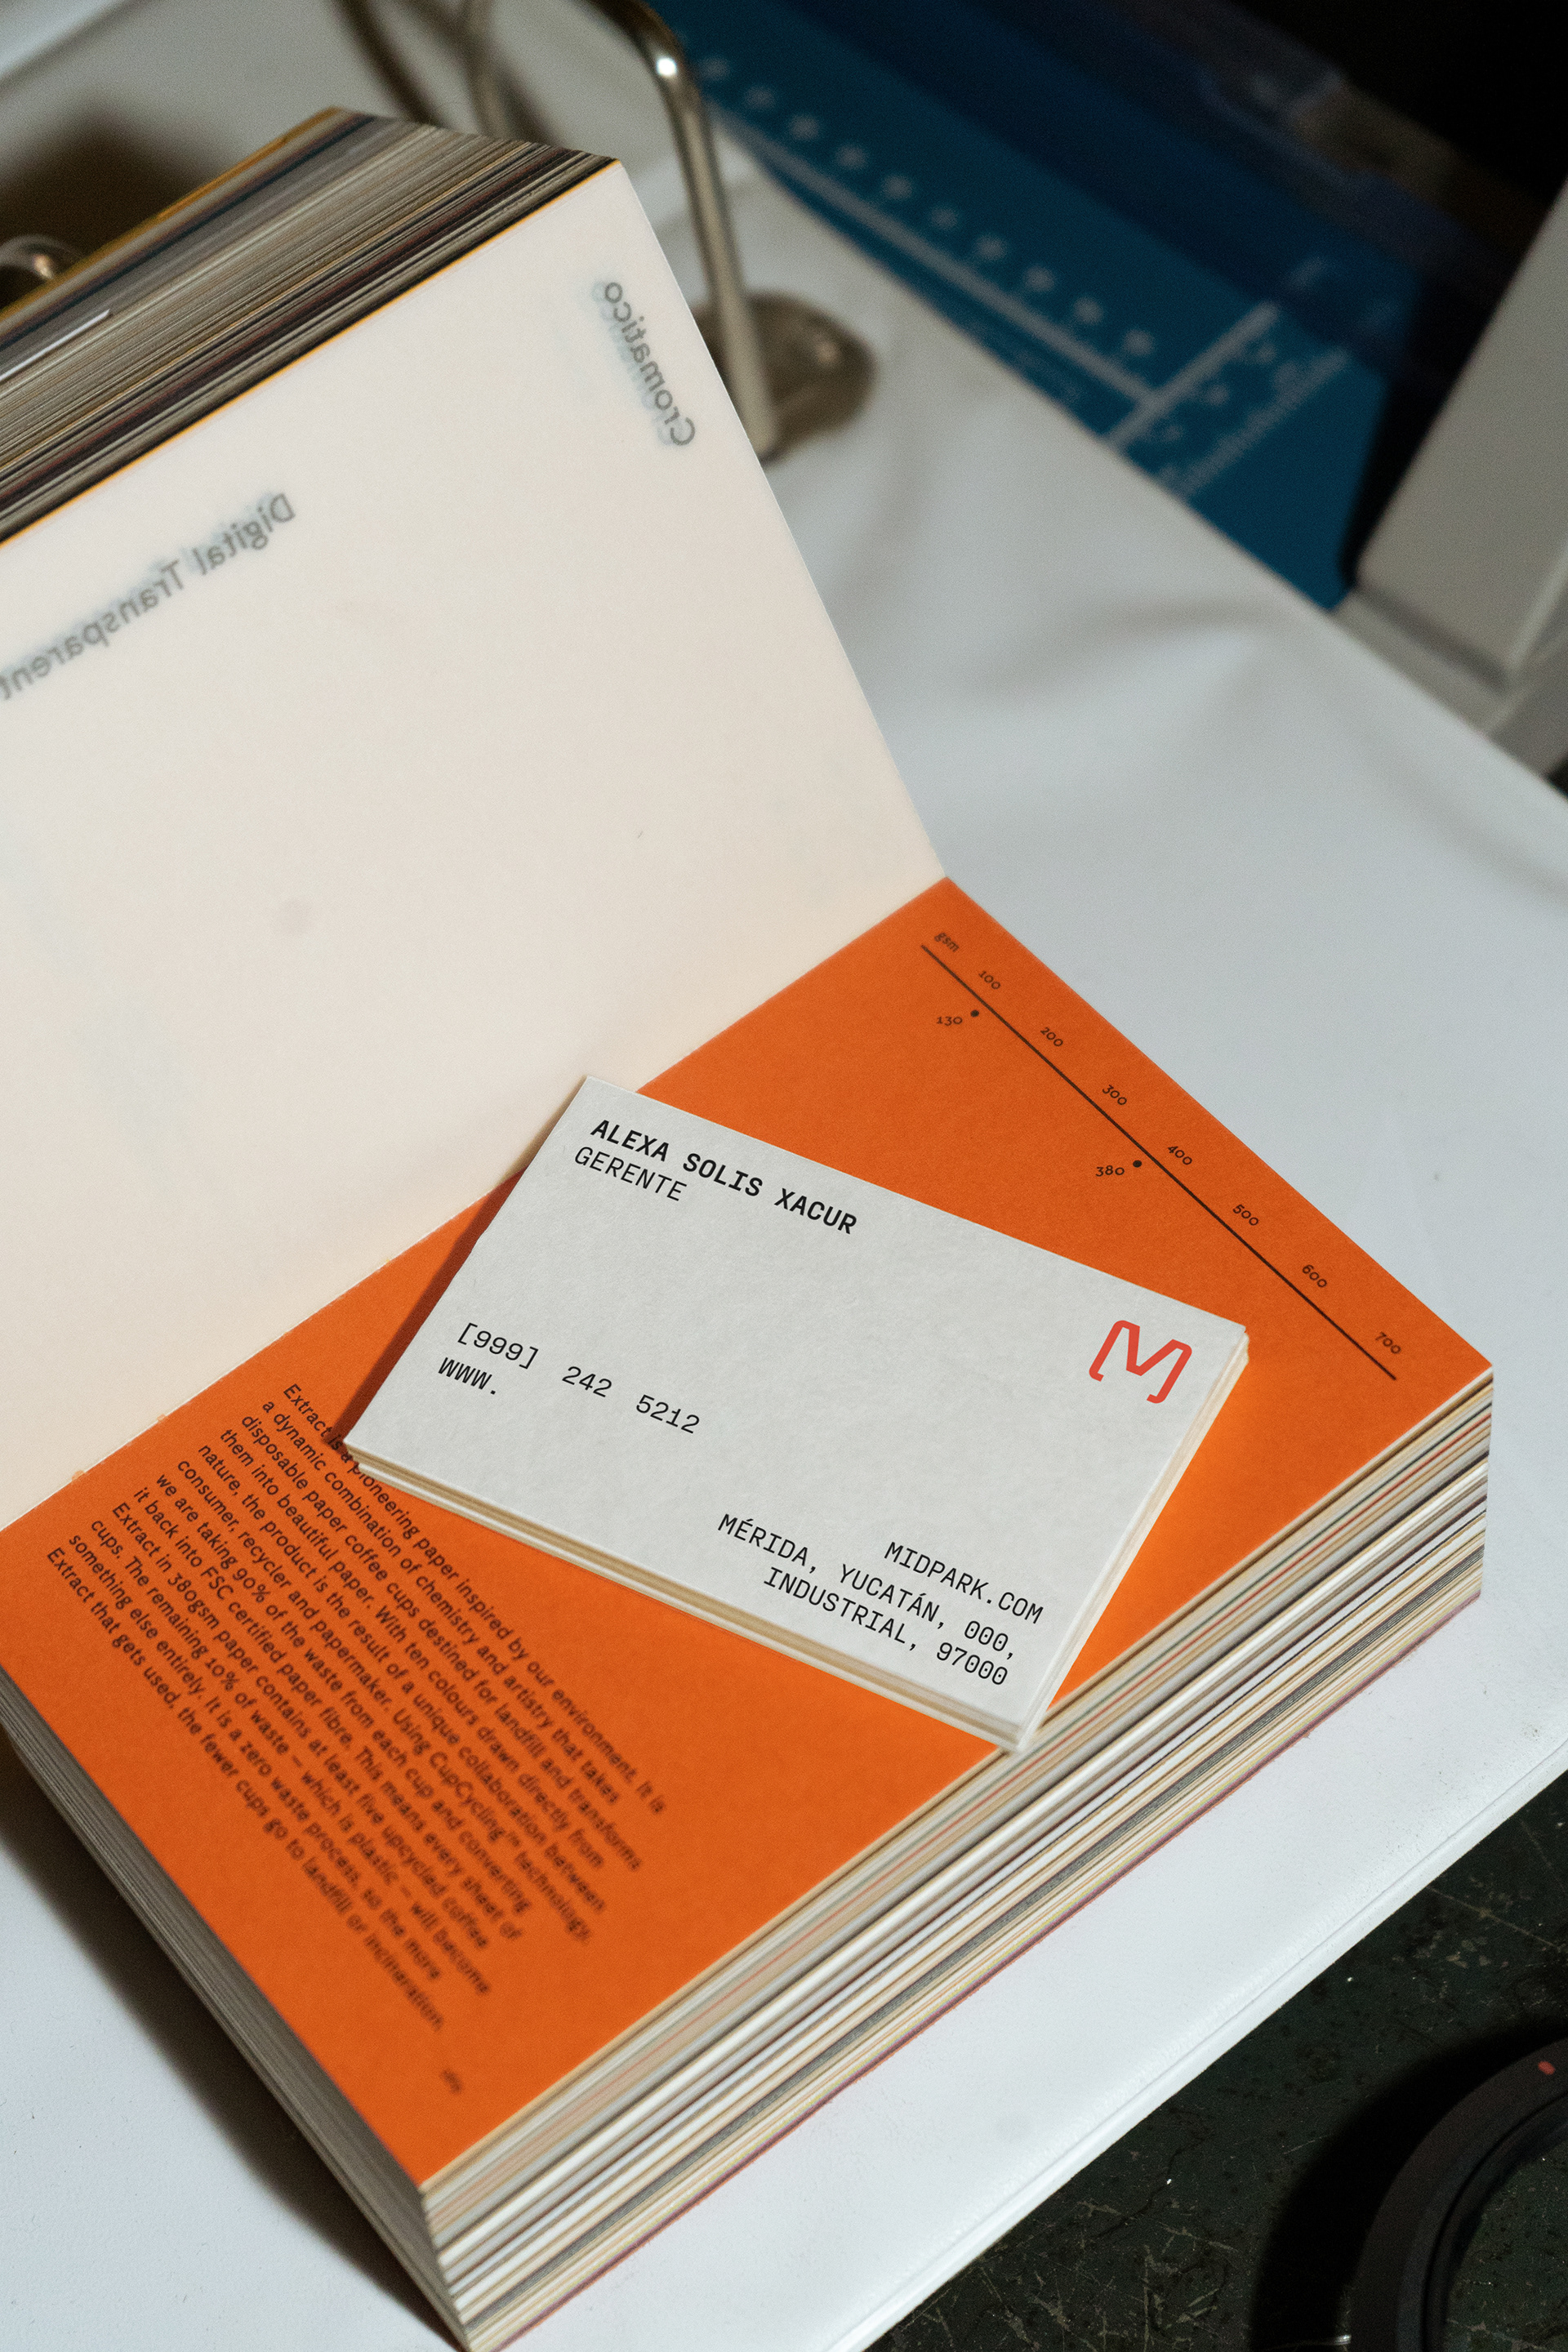 Cromatico
Digital Transparent
gsm
100
130
200
300
400
380
500
600
700
ALEXA SOLIS XACUR
GERENTE
[999] 242 5212
WWW.
MIDPARK.COM
MÉRIDA, YUCATÁN, 000,
INDUSTRIAL, 97000
Extract is a pioneering paper inspired by our environment. It is
a dynamic combination of chemistry and artistry that takes
disposable paper coffee cups destined for landfill and transforms
them into beautiful paper. With ten colours drawn directly from
nature, the product is the result of a unique collaboration between
consumer, recycler and papermaker. Using CupCycling™ technology,
we are taking 90% of the waste from each cup and converting
it back into FSC certified paper fibre. This means every sheet of
Extract in 380gsm paper contains at least five upcycled coffee
cups. The remaining 10% of waste – which is plastic – will become
something else entirely. It is a zero waste process, so the more
Extract that gets used, the fewer cups go to landfill or incineration.